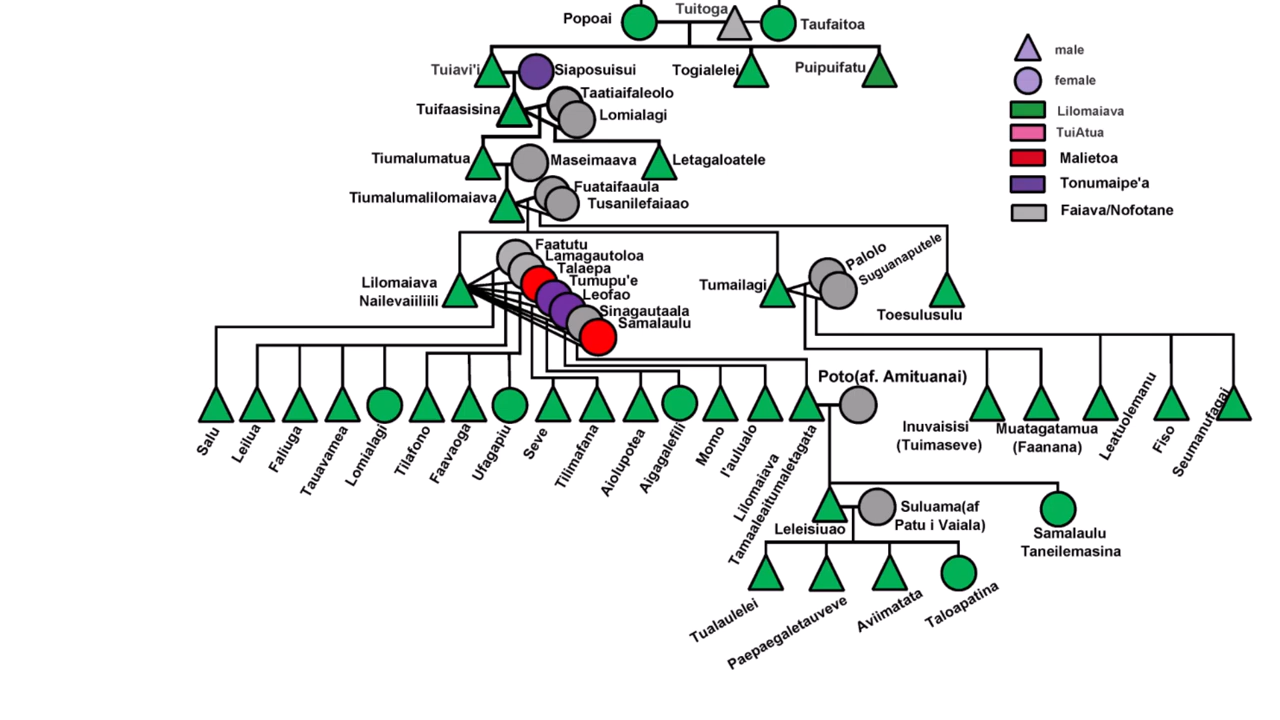 Popoai
Tuitoga
Taufaitoa
Tuiavi'i
Siaposuisui
Togialelei
Puipuifatu
Tuifaasisina
Taatiaifaleolo
Lomialagi
Tiumalumatua
Maseimaava
Letagaloatele
Tiumalumalilomaiava
Fuataifaaula
Tusanilefaiaao
Lilomaiava
Nailevaiiliili
Faatutu
Lamagautoloa
Talaepa
Tumupu'e
Leofao
Sinagautaala
Samalaulu
Tumailagi
Palolo
Suguanaputele
Toesulusulu
Salu
Leilua
Faliuga
Tauavamea
Lomialagi
Tilafono
Faavaoga
Ufagapiu
Seve
Tilimafana
Aiolupotea
Aigagalefili
Momo
I'aulualo
Lilomaiava
Tamaaleaitumaletagata
Poto(af. Amituanai)
Inuvaisisi
(Tuimaseve)
Muatagatamua
(Faanana)
Leatuolemanu
Fiso
Seumanufagai
Leleisiuao
Suluama(af
Patu i Vaiala)
Samalaulu
Taneilemasina
Tualaulelei
Paepaegaletauveve
Aviimatata
Taloapatina
male
female
Lilomaiava
TuiAtua
Malietoa
Tonumaipe'a
Faiava/Nofotane